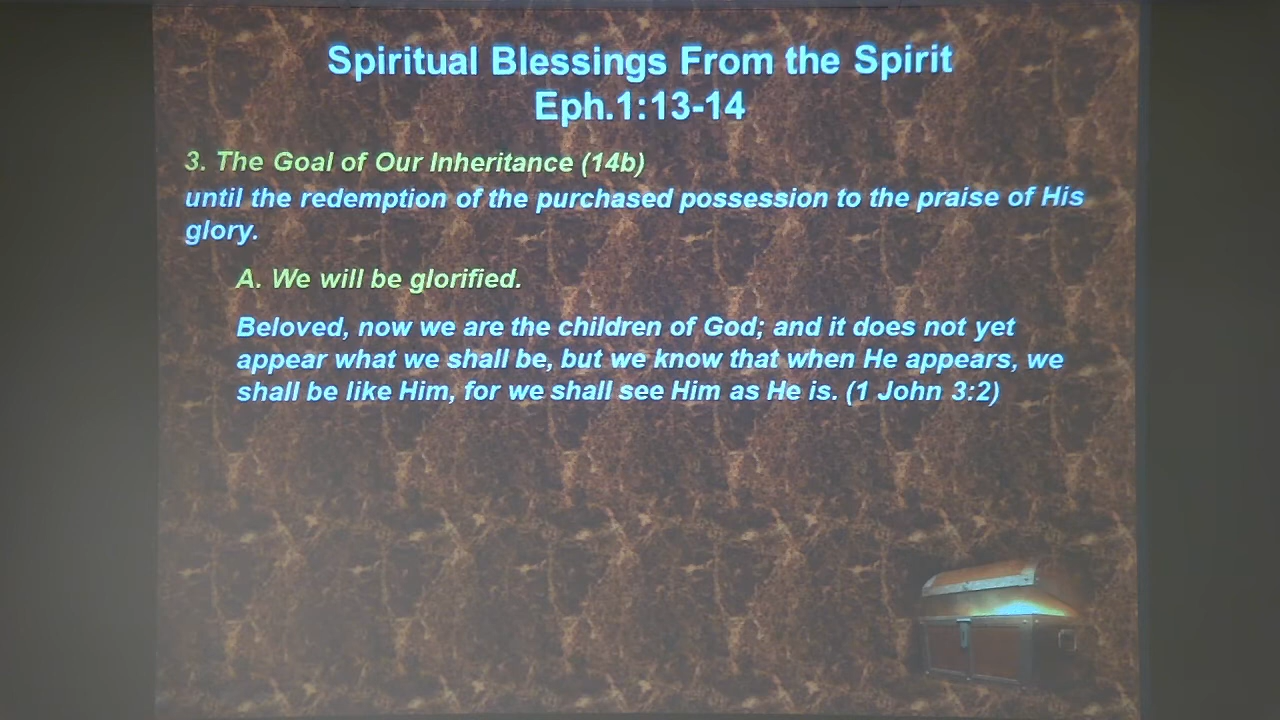 Spiritual Blessings From the Spirit
Eph.1:13-14
3. The Goal of Our Inheritance (14b)
until the redemption of the purchased possession to the praise of His
glory.
A. We will be glorified.
Beloved, now we are the children of God; and it does not yet
appear what we shall be, but we know that when He appears, we
shall be like Him, for we shall see Him as He is. (1 John 3:2)